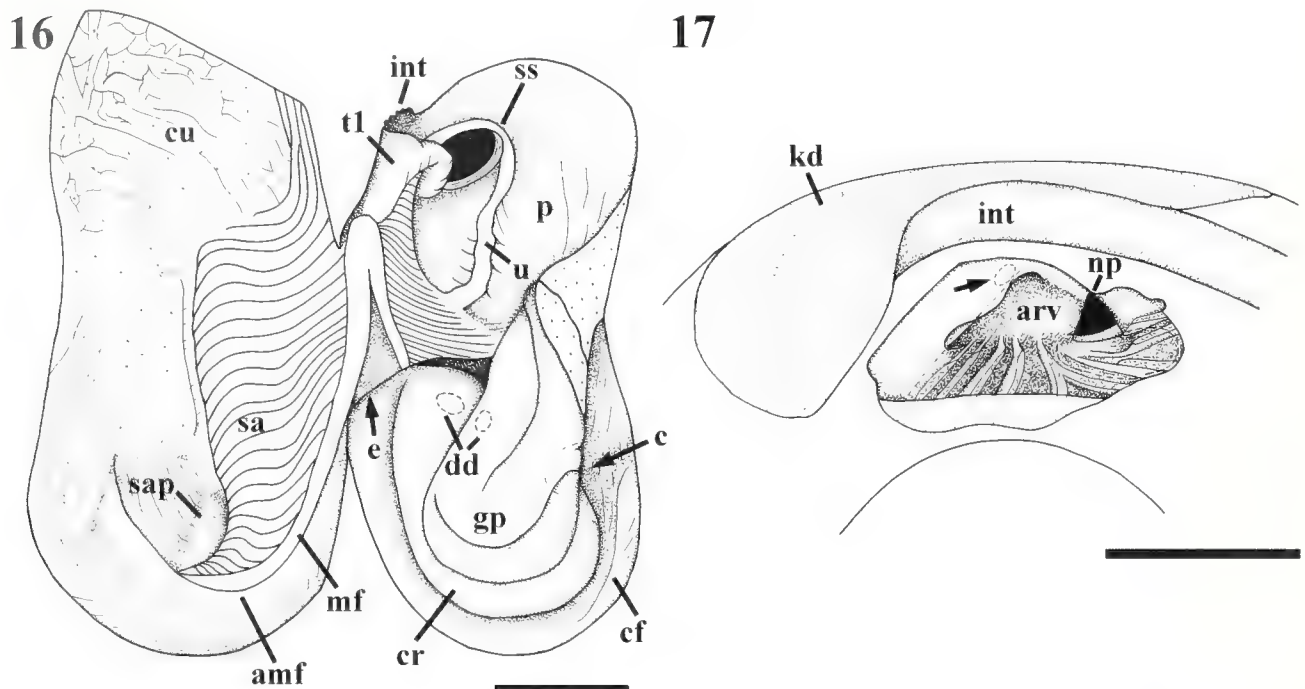 16
int
ss
t1
cu
p
u
sa
e
dd
c
sap
gp
mf
cr
cf
amf
17
kd
int
np
arv